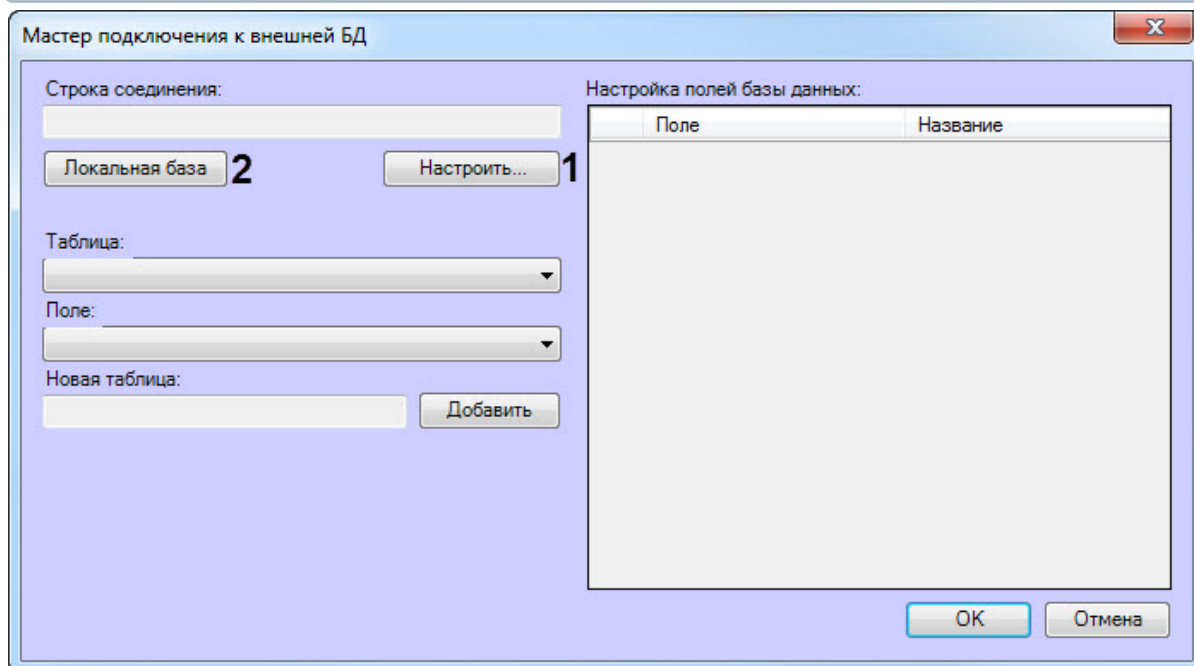 Мастер подключения к внешней БД
Строка соединения:
Локальная база 2 Настроить... 1
Таблица:
Поле:
Новая таблица:
Добавить
Настройка полей базы данных:
Поле Название
OK Отмена